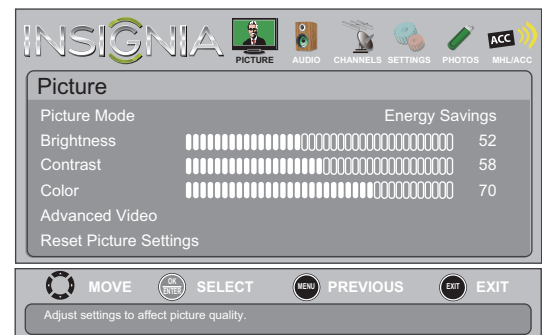 INSIGNIA
PICTURE AUDIO CHANNELS SETTINGS PHOTOS ACC MHL/ACC
Picture
Picture Mode Energy Savings
Brightness 52
Contrast 58
Color 70
Advanced Video
Reset Picture Settings
MOVE OK ENTER SELECT MENU PREVIOUS EXIT EXIT
Adjust settings to affect picture quality.